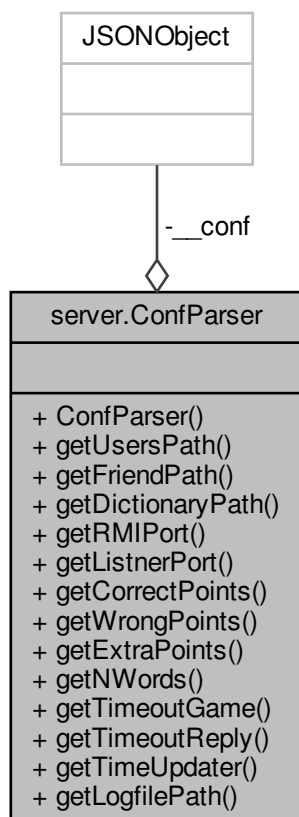 JSONObject
-__conf
server.ConfParser
+ ConfParser()
+ getUsersPath()
+ getFriendPath()
+ getDictionaryPath()
+ getRMIPort()
+ getListnerPort()
+ getCorrectPoints()
+ getWrongPoints()
+ getExtraPoints()
+ getNWords()
+ getTimeoutGame()
+ getTimeoutReply()
+ getTimeUpdater()
+ getLogfilePath()